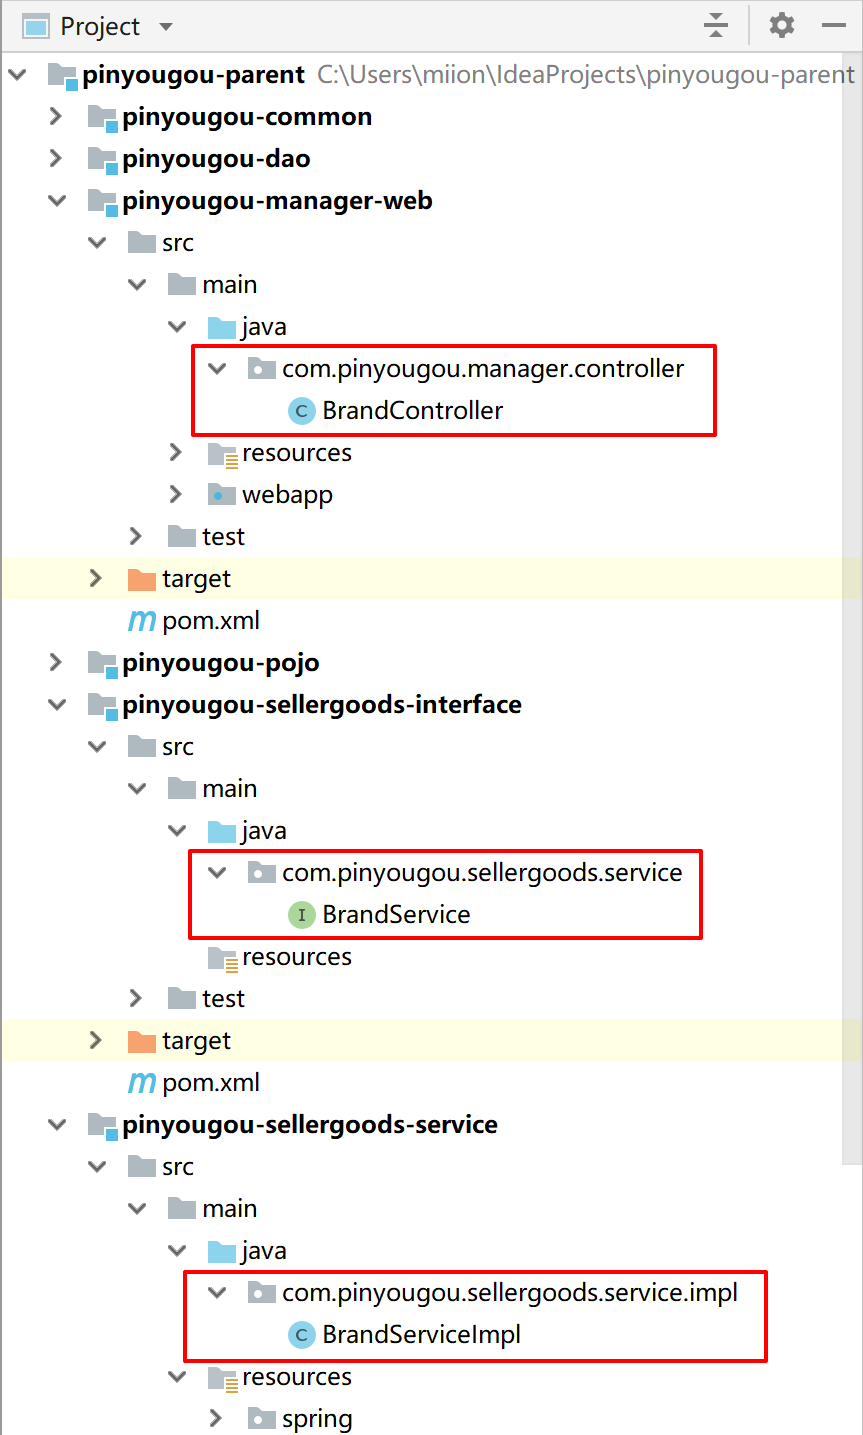 Project
pinyougou-parent C:\Users\miion\IdeaProjects\pinyougou-parent
pinyougou-common
pinyougou-dao
pinyougou-manager-web
src
main
java
com.pinyougou.manager.controller
C BrandController
resources
webapp
test
target
m pom.xml
pinyougou-pojo
pinyougou-sellergoods-interface
src
main
java
com.pinyougou.sellergoods.service
I BrandService
resources
test
target
m pom.xml
pinyougou-sellergoods-service
src
main
java
com.pinyougou.sellergoods.service.impl
C BrandServiceImpl
resources
spring